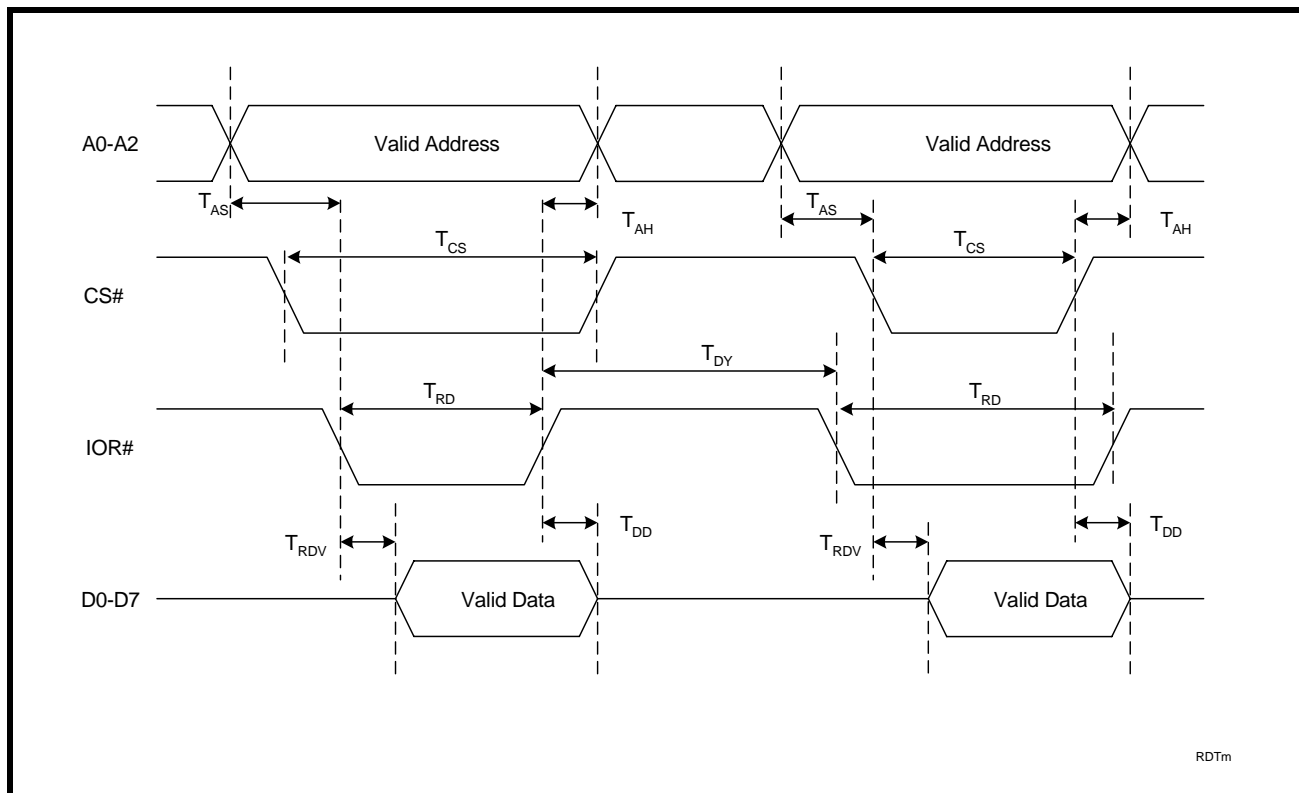 A0-A2
Valid Address
Valid Address
TAS
TAH
TAS
TAH
TCS
TCS
CS#
TDY
TRD
TRD
IOR#
TRDV
TDD
TRDV
TDD
D0-D7
Valid Data
Valid Data
RDTm